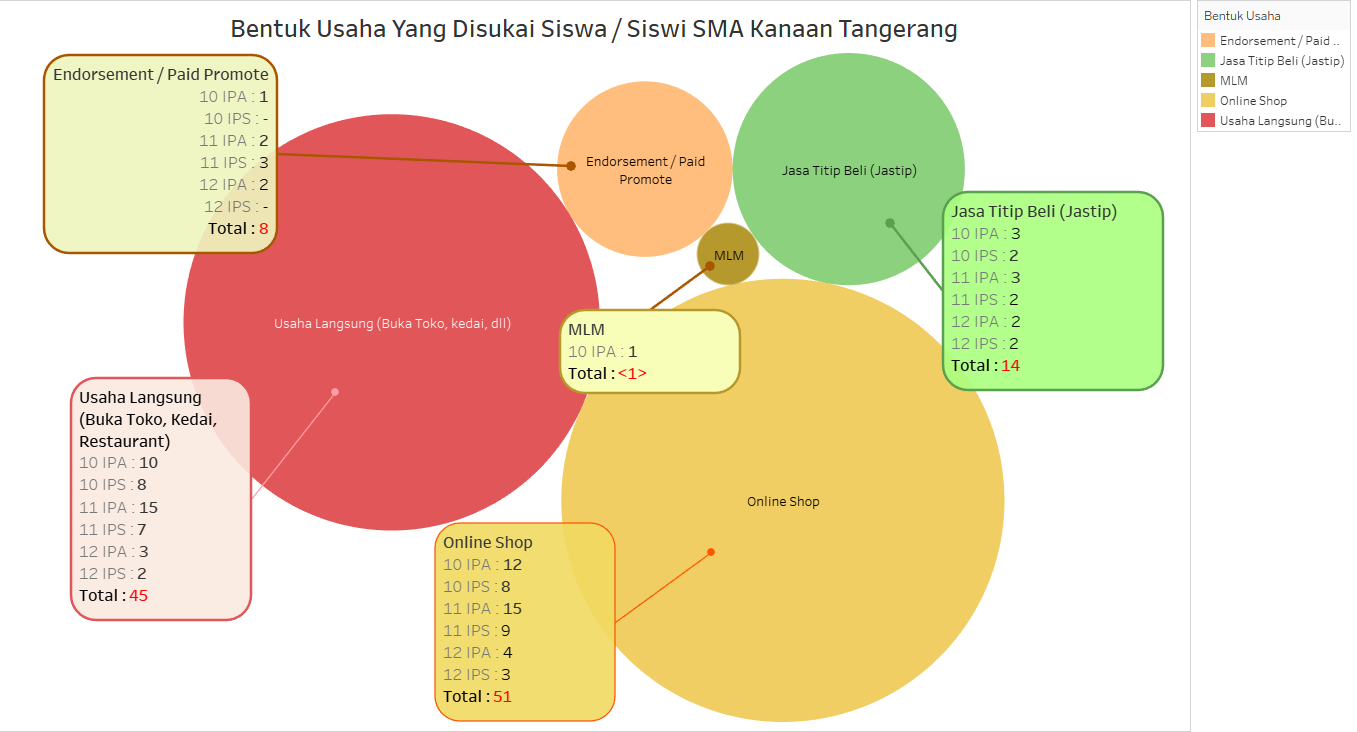 Bentuk Usaha Yang Disukai Siswa / Siswi SMA Kanaan Tangerang
Bentuk Usaha
Endorsement / Paid ..
Jasa Titip Beli (Jastip)
MLM
Online Shop
Usaha Langsung (Bu..
Endorsement / Paid Promote
10 IPA : 1
10 IPS : -
11 IPA : 2
11 IPS : 3
12 IPA : 2
12 IPS : -
Total : 8
Endorsement / Paid
Promote
Jasa Titip Beli (Jastip)
Jasa Titip Beli (Jastip)
10 IPA : 3
10 IPS : 2
11 IPA : 3
11 IPS : 2
12 IPA : 2
12 IPS : 2
Total : 14
MLM
Usaha Langsung (Buka Toko, kedai, dll)
MLM
10 IPA : 1
Total : <1>
Usaha Langsung
(Buka Toko, Kedai,
Restaurant)
10 IPA : 10
10 IPS : 8
11 IPA : 15
11 IPS : 7
12 IPA : 3
12 IPS : 2
Total : 45
Online Shop
Online Shop
10 IPA : 12
10 IPS : 8
11 IPA : 15
11 IPS : 9
12 IPA : 4
12 IPS : 3
Total : 51